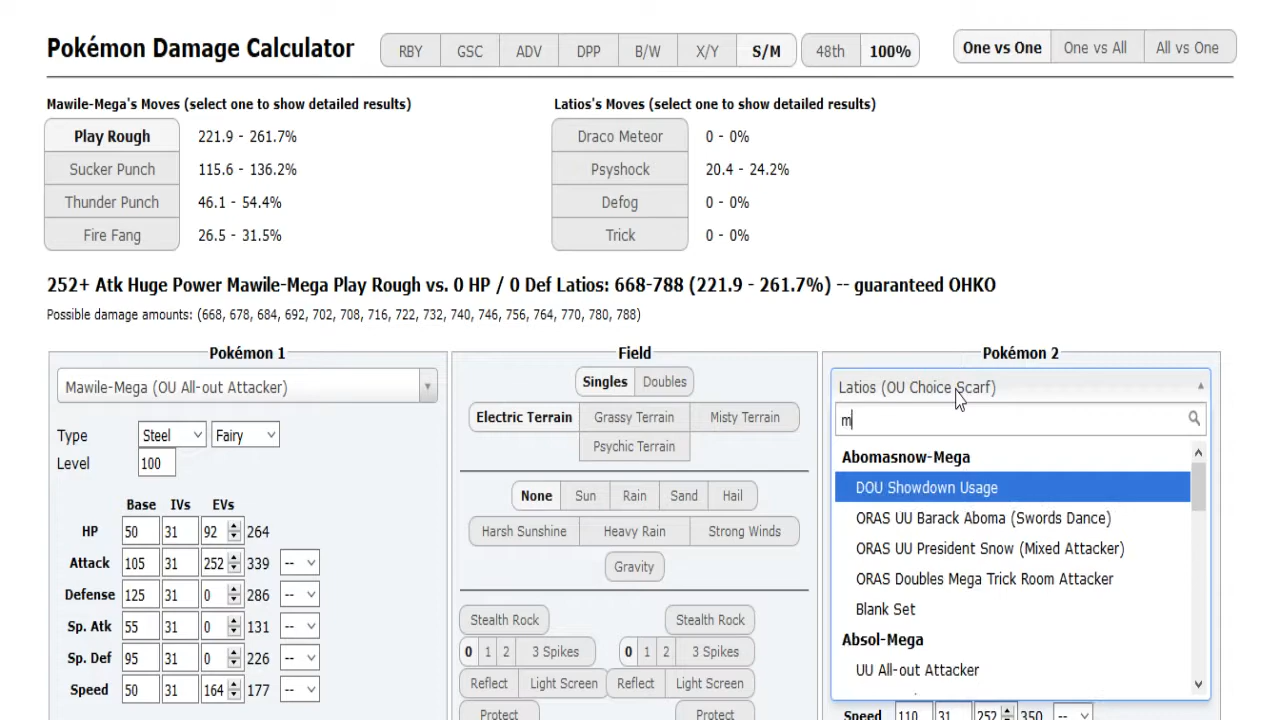 Pokémon Damage Calculator RBY GSC ADV DPP B/W X/Y S/M 48th 100% One vs One One vs All All vs One
Mawile-Mega's Moves (select one to show detailed results)
Play Rough 221.9 - 261.7%
Sucker Punch 115.6 - 136.2%
Thunder Punch 46.1 - 54.4%
Fire Fang 26.5 - 31.5%
Latios's Moves (select one to show detailed results)
Draco Meteor 0 - 0%
Psyshock 20.4 - 24.2%
Defog 0 - 0%
Trick 0 - 0%
252+ Atk Huge Power Mawile-Mega Play Rough vs. 0 HP / 0 Def Latios: 668-788 (221.9 - 261.7%) -- guaranteed OHKO
Possible damage amounts: (668, 678, 684, 692, 702, 708, 716, 722, 732, 740, 746, 756, 764, 770, 780, 788)
Pokémon 1
Mawile-Mega (OU All-out Attacker)
Type Steel Fairy
Level 100
Base IVs EVs
HP 50 31 92 264
Attack 105 31 252 339 --
Defense 125 31 0 286 --
Sp. Atk 55 31 0 131 --
Sp. Def 95 31 0 226 --
Speed 50 31 164 177 --
Field
Singles Doubles
Electric Terrain Grassy Terrain Misty Terrain
Psychic Terrain
None Sun Rain Sand Hail
Harsh Sunshine Heavy Rain Strong Winds
Gravity
Stealth Rock Stealth Rock
0 1 2 3 Spikes 0 1 2 3 Spikes
Reflect Light Screen Reflect Light Screen
Protect Protect
Pokémon 2
Latios (OU Choice Scarf)
m
Abomasnow-Mega
DOU Showdown Usage
ORAS UU Barack Aboma (Swords Dance)
ORAS UU President Snow (Mixed Attacker)
ORAS Doubles Mega Trick Room Attacker
Blank Set
Absol-Mega
UU All-out Attacker
Speed 110 31 252 350 --